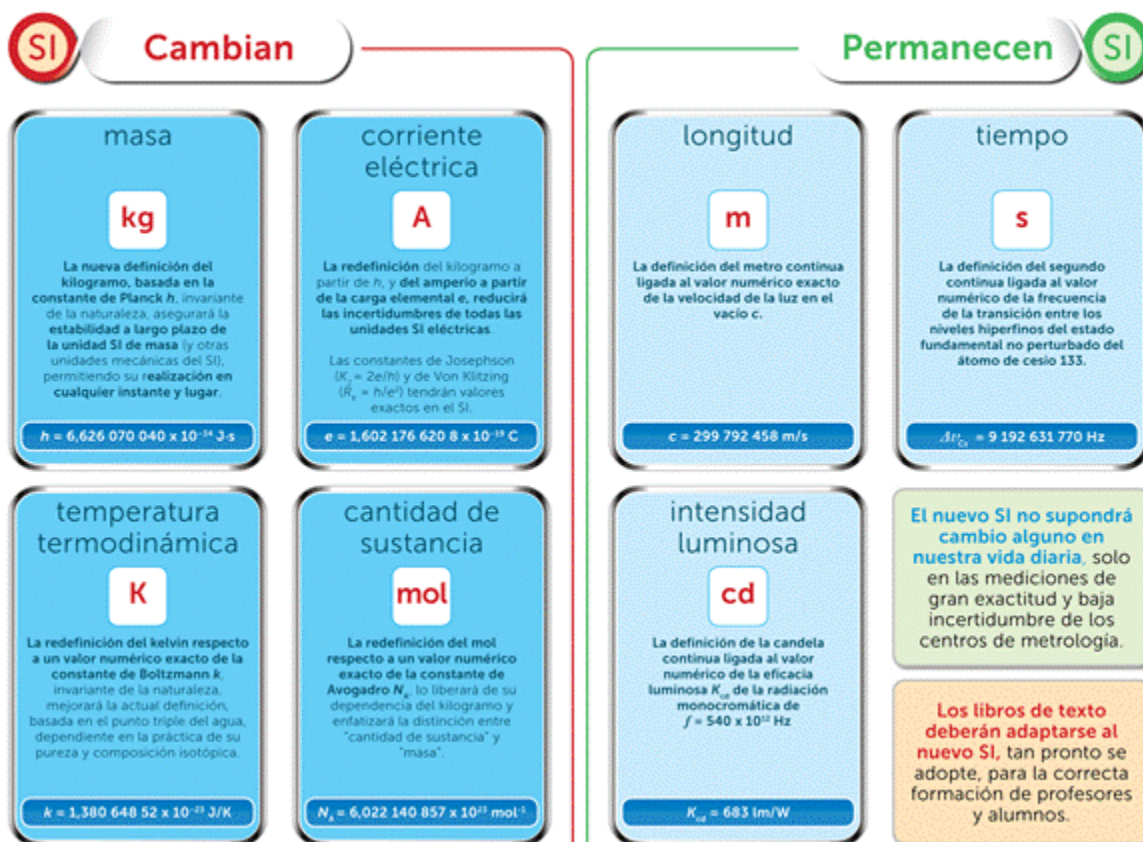 SI
Cambian
Permanecen
SI
masa
kg
La nueva definición del
kilogramo, basada en la
constante de Planck h, invariante
de la naturaleza, asegurará la
estabilidad a largo plazo de
la unidad SI de masa (y otras
unidades mecánicas del SI),
permitiendo su realización en
cualquier instante y lugar.
h = 6,626 070 040 x 10⁻³⁴ J·s
corriente
eléctrica
A
La redefinición del kilogramo a
partir de h, y del amperio a partir
de la carga elemental e, reducirá
las incertidumbres de todas las
unidades SI eléctricas.
Las constantes de Josephson
(K_J = 2e/h) y de Von Klitzing
(R_K = h/e²) tendrán valores
exactos en el SI.
e = 1,602 176 620 8 x 10⁻¹⁹ C
longitud
m
La definición del metro continua
ligada al valor numérico exacto
de la velocidad de la luz en el
vacío c.
c = 299 792 458 m/s
tiempo
s
La definición del segundo
continua ligada al valor
numérico de la frecuencia
de la transición entre los
niveles hiperfinos del estado
fundamental no perturbado del
átomo de cesio 133.
Δν_Cs = 9 192 631 770 Hz
temperatura
termodinámica
K
La redefinición del kelvin respecto
a un valor numérico exacto de la
constante de Boltzmann k,
invariante de la naturaleza,
mejorará la actual definición,
basada en el punto triple del agua,
dependiente en la práctica de su
pureza y composición isotópica.
k = 1,380 648 52 x 10⁻²³ J/K
cantidad de
sustancia
mol
La redefinición del mol
respecto a un valor numérico
exacto de la constante de
Avogadro N_A, lo liberará de su
dependencia del kilogramo y
enfatizará la distinción entre
"cantidad de sustancia" y
"masa".
N_A = 6,022 140 857 x 10²³ mol⁻¹
intensidad
luminosa
cd
La definición de la candela
continua ligada al valor
numérico de la eficacia
luminosa K_cd de la radiación
monocromática de
f = 540 x 10¹² Hz
K_cd = 683 lm/W
El nuevo SI no supondrá
cambio alguno en
nuestra vida diaria, solo
en las mediciones de
gran exactitud y baja
incertidumbre de los
centros de metrología.
Los libros de texto
deberán adaptarse al
nuevo SI, tan pronto se
adopte, para la correcta
formación de profesores
y alumnos.